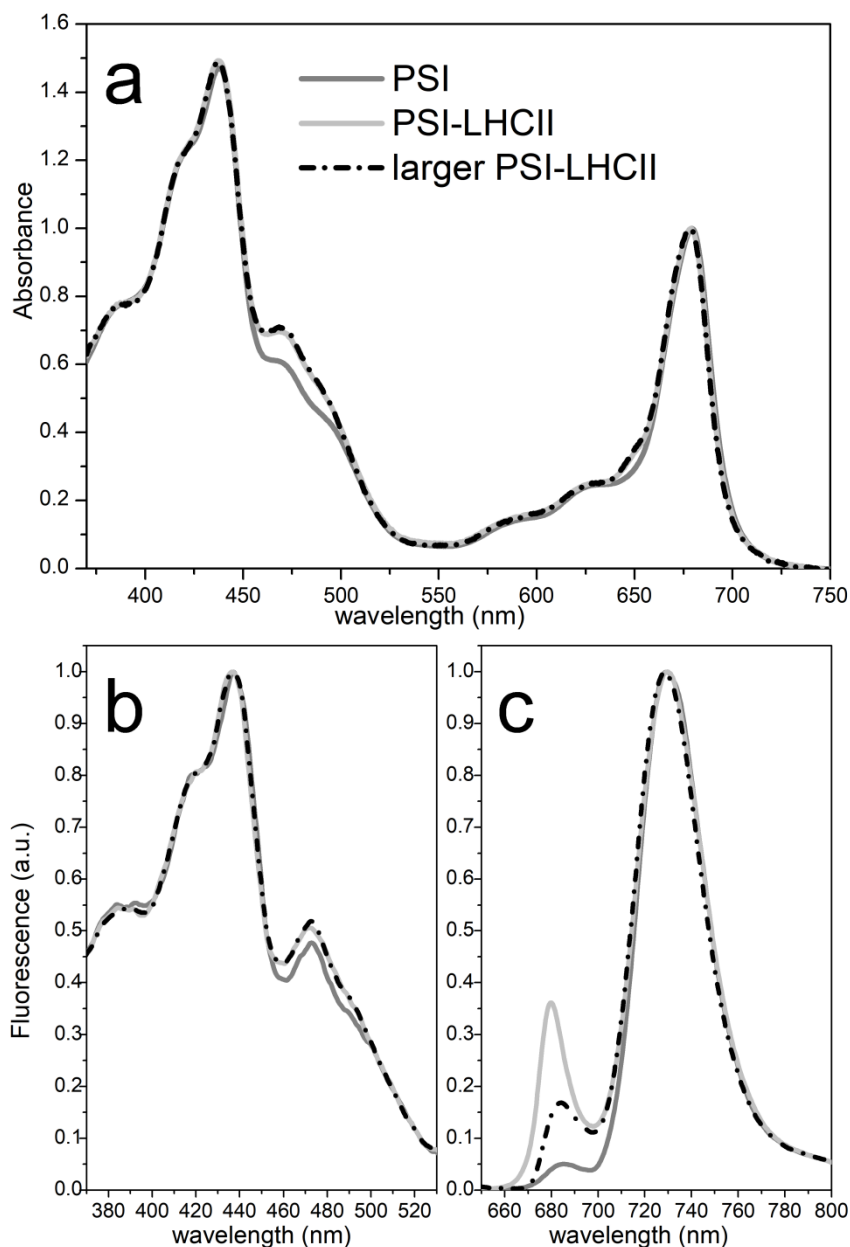 a
PSI
PSI-LHCII
larger PSI-LHCII
Absorbance
1.6
1.4
1.2
1.0
0.8
0.6
0.4
0.2
0.0
400 450 500 550 600 650 700 750
wavelength (nm)
b
Fluorescence (a.u.)
1.0
0.9
0.8
0.7
0.6
0.5
0.4
0.3
0.2
0.1
0.0
380 400 420 440 460 480 500 520
wavelength (nm)
c
1.0
0.9
0.8
0.7
0.6
0.5
0.4
0.3
0.2
0.1
0.0
660 680 700 720 740 760 780 800
wavelength (nm)